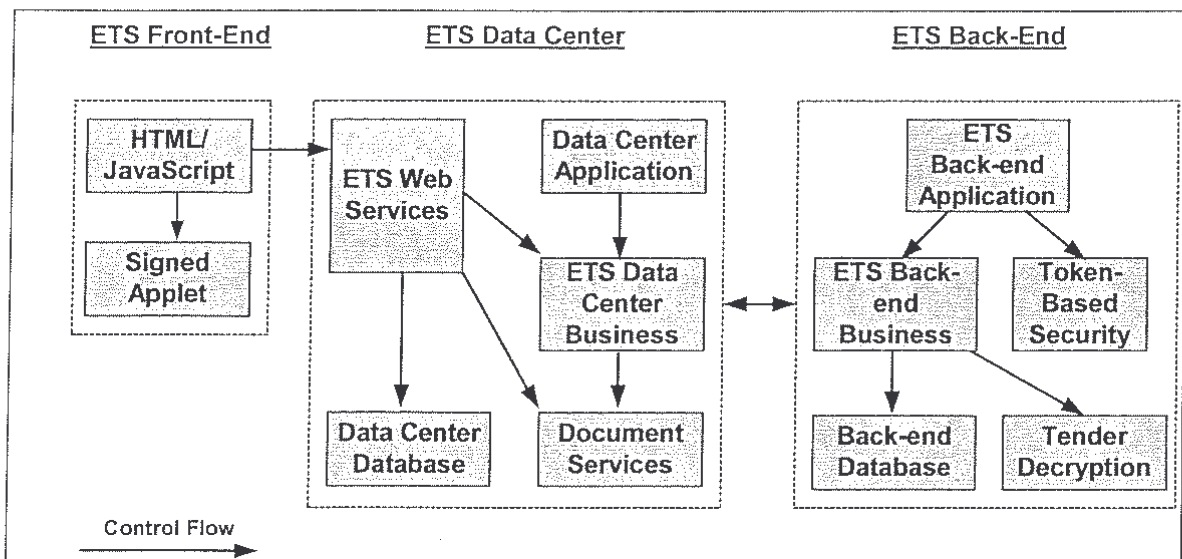 ETS Front-End
ETS Data Center
ETS Back-End
HTML/
JavaScript
Signed
Applet
ETS Web
Services
Data Center
Application
ETS Data
Center
Business
Data Center
Database
Document
Services
ETS
Back-end
Application
ETS Back-
end
Business
Token-
Based
Security
Back-end
Database
Tender
Decryption
Control Flow